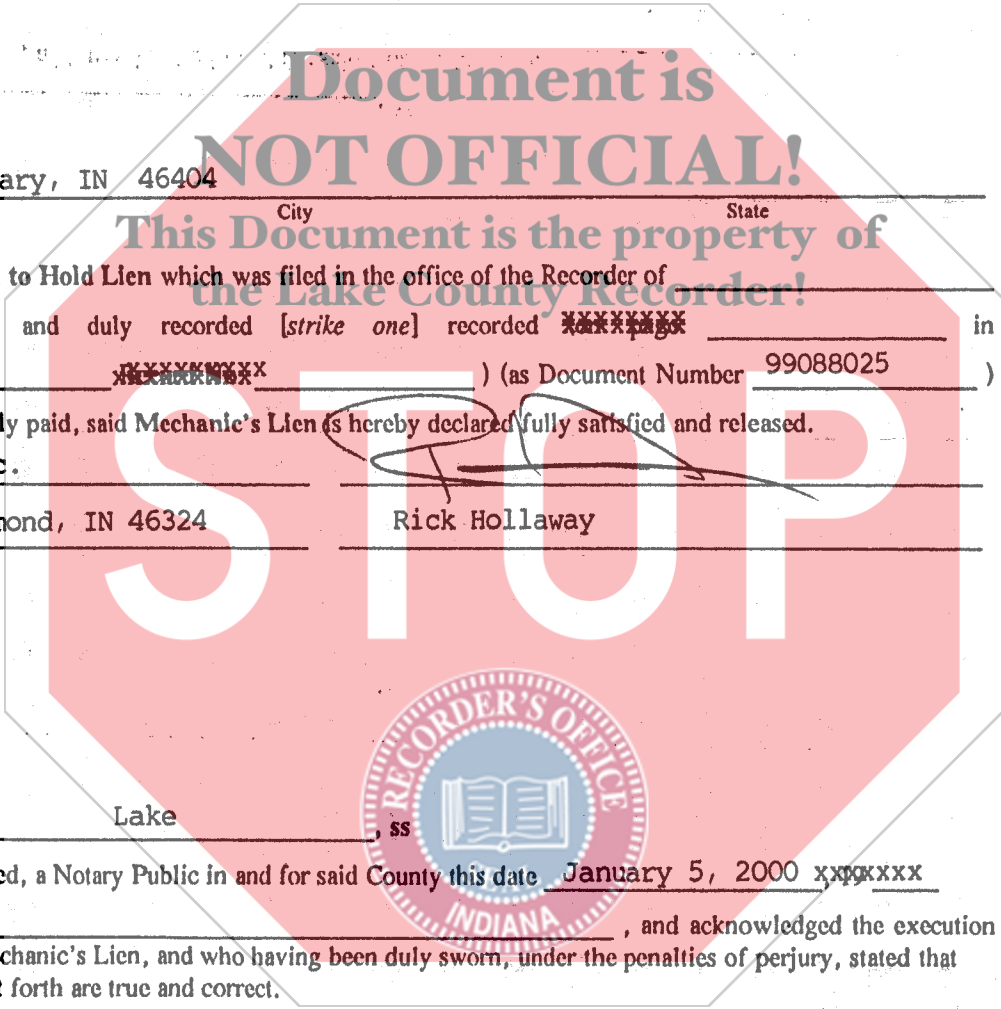 Document is
NOT OFFICIAL!
ary, IN 46404
City State
This Document is the property of
to Hold Lien which was filed in the office of the Recorder of
the Lake County Recorder!
and duly recorded [strike one] recorded in
) (as Document Number 99088025 )
ly paid, said Mechanic's Lien is hereby declared fully satisfied and released.
c.
mond, IN 46324 Rick Hollaway
STOP
RECORDER'S OFFICE
Lake , ss
SEAL
ed, a Notary Public in and for said County this date January 5, 2000
INDIANA
, and acknowledged the execution
chanic's Lien, and who having been duly sworn, under the penalties of perjury, stated that
t forth are true and correct.